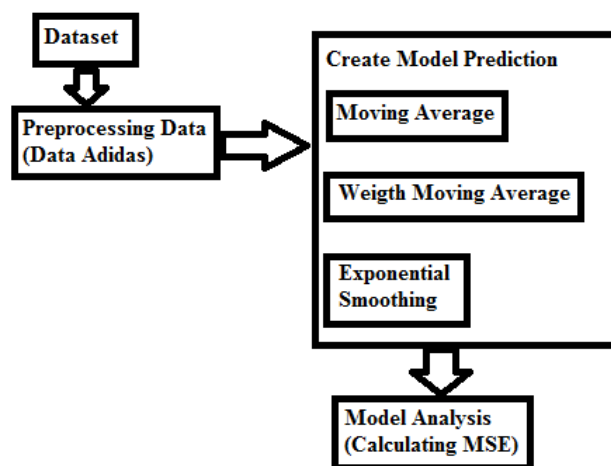 Dataset
Preprocessing Data
(Data Adidas)
Create Model Prediction
Moving Average
Weigth Moving Average
Exponential
Smoothing
Model Analysis
(Calculating MSE)